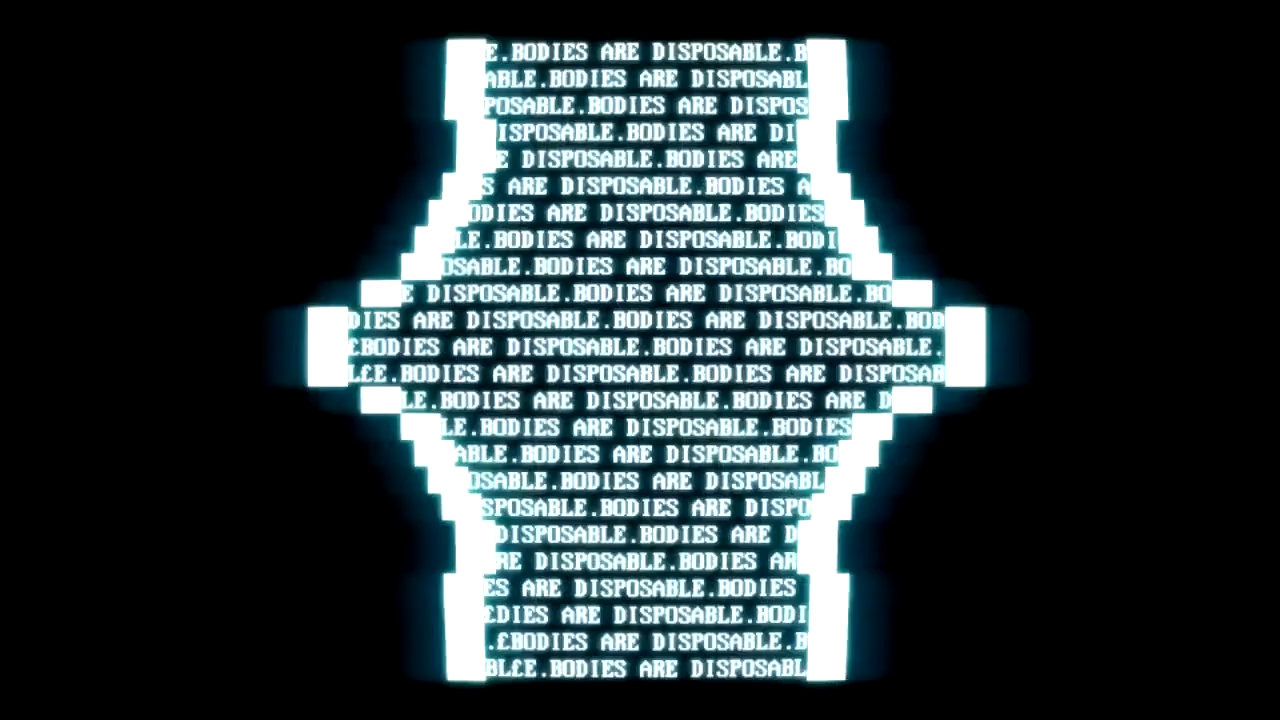 E.BODIES ARE DISPOSABLE.B
ABLE.BODIES ARE DISPOSABL
POSABLE.BODIES ARE DISPOS
ISPOSABLE.BODIES ARE DI
E DISPOSABLE.BODIES ARE
S ARE DISPOSABLE.BODIES A
ODIES ARE DISPOSABLE.BODIES
LE.BODIES ARE DISPOSABLE.BODI
OSABLE.BODIES ARE DISPOSABLE.BO
E DISPOSABLE.BODIES ARE DISPOSABLE.BO
DIES ARE DISPOSABLE.BODIES ARE DISPOSABLE.BOD
£BODIES ARE DISPOSABLE.BODIES ARE DISPOSABLE.
L£E.BODIES ARE DISPOSABLE.BODIES ARE DISPOSAB
LE.BODIES ARE DISPOSABLE.BODIES ARE D
LE.BODIES ARE DISPOSABLE.BODIES
ABLE.BODIES ARE DISPOSABLE.BO
OSABLE.BODIES ARE DISPOSABL
SPOSABLE.BODIES ARE DISPO
DISPOSABLE.BODIES ARE D
RE DISPOSABLE.BODIES AR
ES ARE DISPOSABLE.BODIES
£DIES ARE DISPOSABLE.BODI
.£BODIES ARE DISPOSABLE.B
BL£E.BODIES ARE DISPOSABL